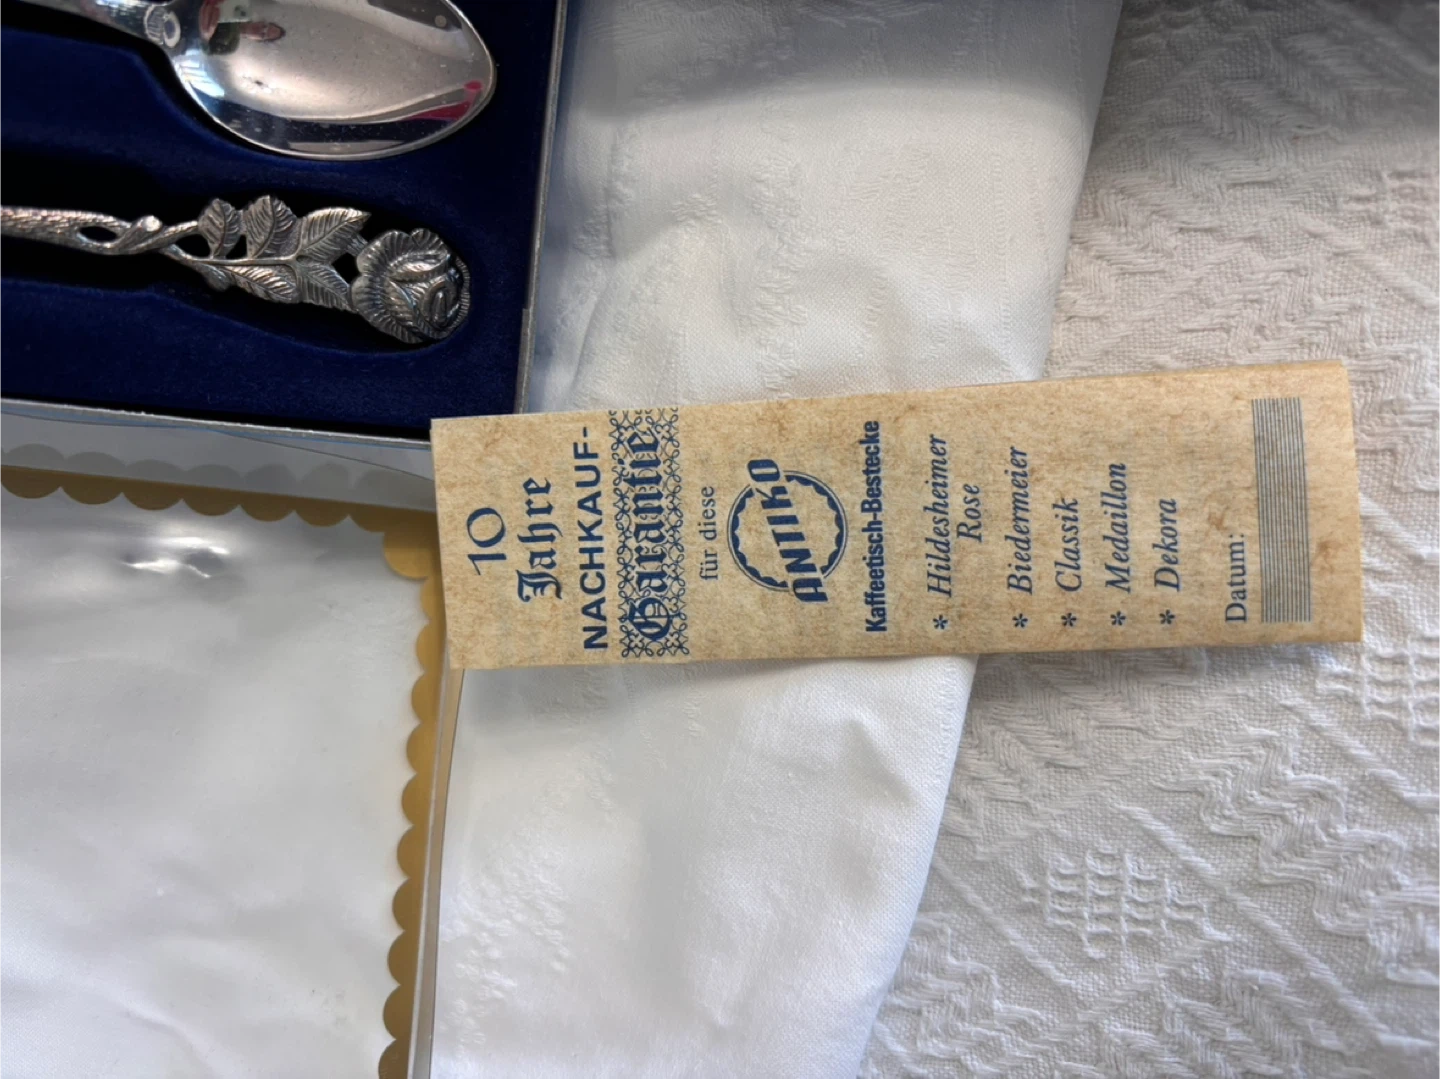 10
Jahre
NACHKAUF-
Garantie
für diese
ANTIKO
Kaffeetisch-Bestecke
* Hildesheimer
Rose
* Biedermeier
* Classik
* Medaillon
* Dekora
Datum: